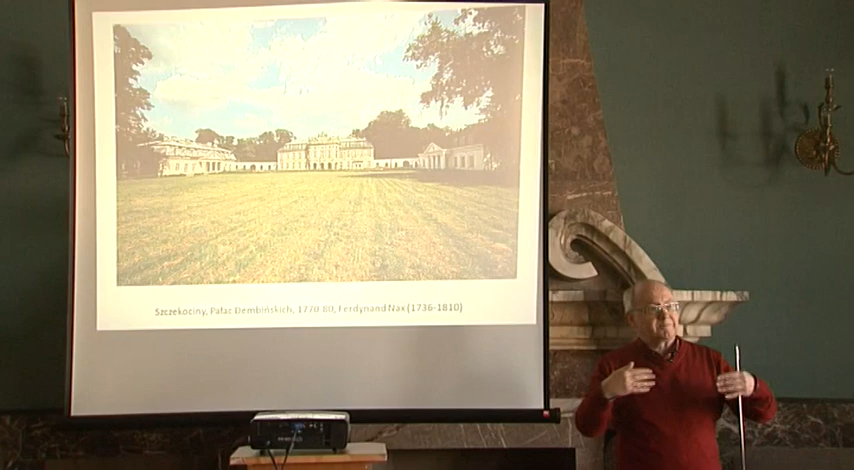 Szczekociny, Pałac Dembińskich, 1770-80, Ferdynand Nax (1736-1810)